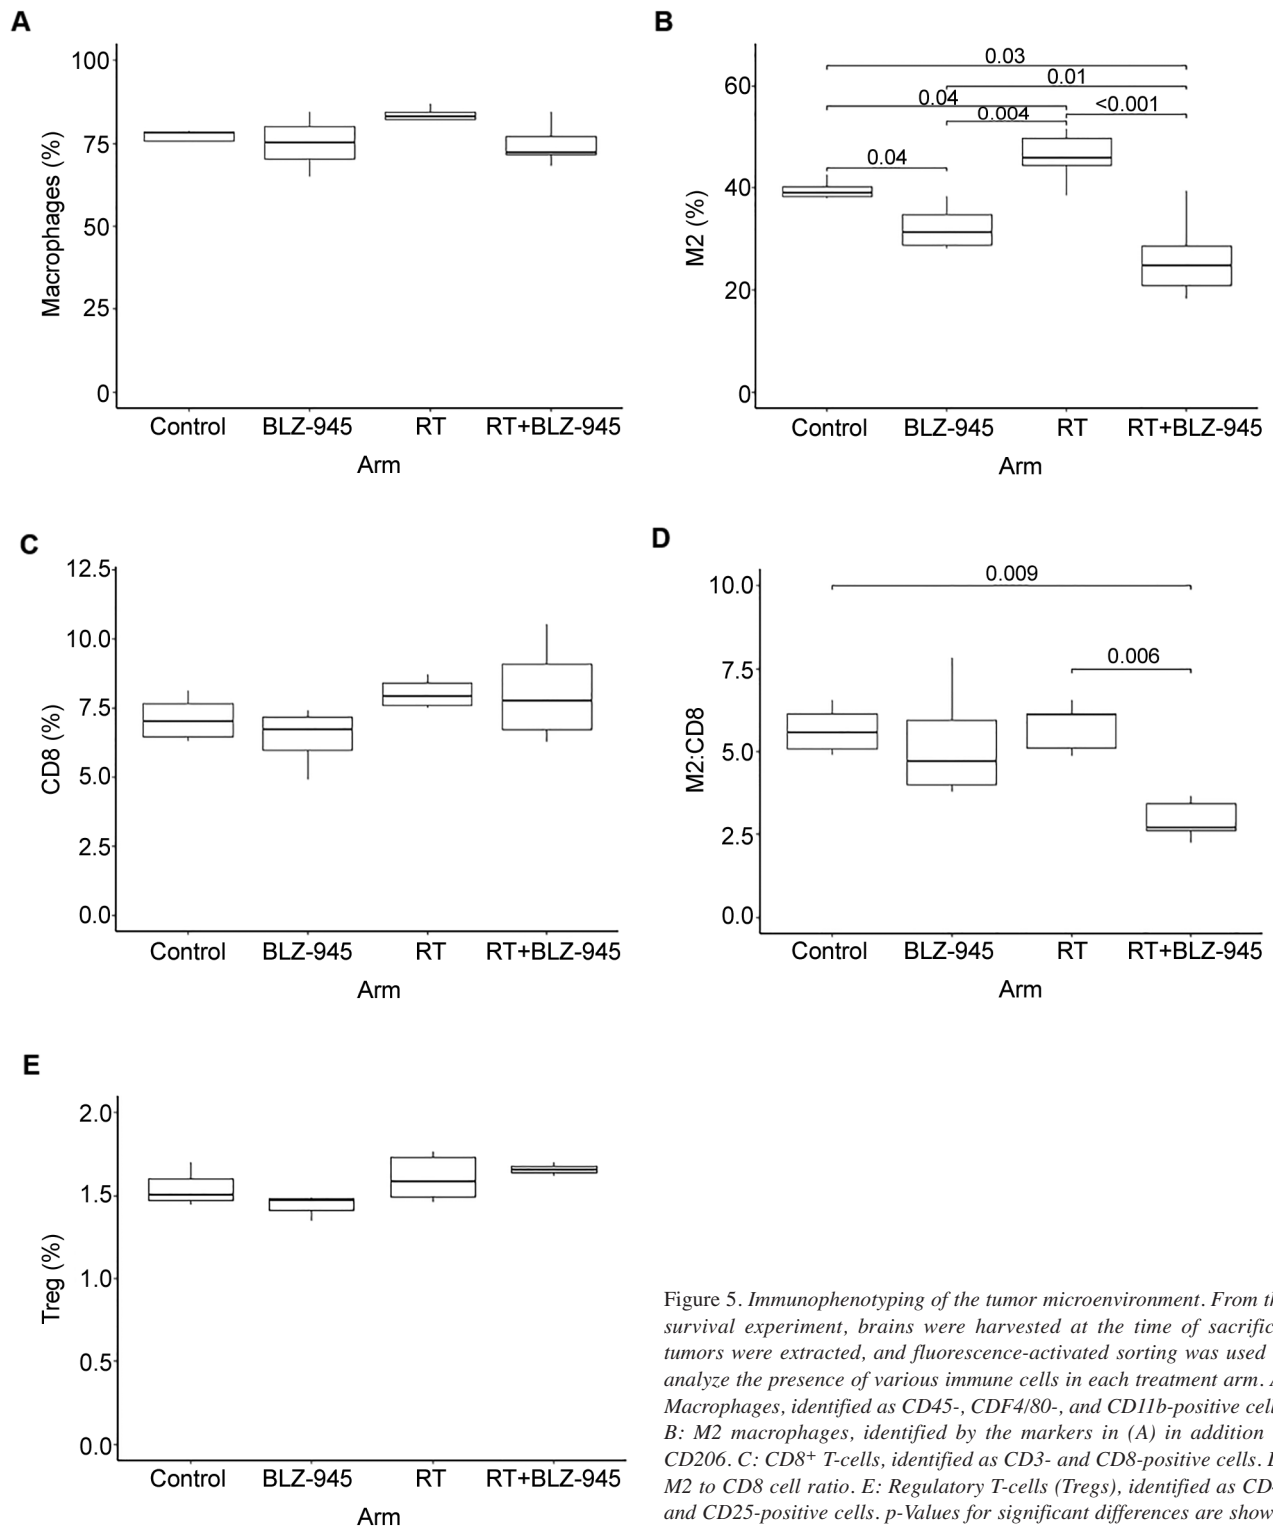 A
100
75
50
25
0
Macrophages (%)
Control BLZ-945 RT RT+BLZ-945
Arm
B
60
40
20
0
M2 (%)
0.03
0.01
0.04
<0.001
0.004
0.04
Control BLZ-945 RT RT+BLZ-945
Arm
C
12.5
10.0
7.5
5.0
2.5
0.0
CD8 (%)
Control BLZ-945 RT RT+BLZ-945
Arm
D
10.0
7.5
5.0
2.5
0.0
M2:CD8
0.009
0.006
Control BLZ-945 RT RT+BLZ-945
Arm
E
2.0
1.5
1.0
0.5
0.0
Treg (%)
Control BLZ-945 RT RT+BLZ-945
Arm
Figure 5. Immunophenotyping of the tumor microenvironment. From
survival experiment, brains were harvested at the time of
tumors were extracted, and fluorescence-activated sorting was used
analyze the presence of various immune cells in each treatment arm.
Macrophages, identified as CD45-, CDF4/80-, and CD11b-positive
B: M2 macrophages, identified by the markers in (A) in addition
CD206. C: CD8+ T-cells, identified as CD3- and CD8-positive cells.
M2 to CD8 cell ratio. E: Regulatory T-cells (Tregs), identified as
and CD25-positive cells. p-Values for significant differences are